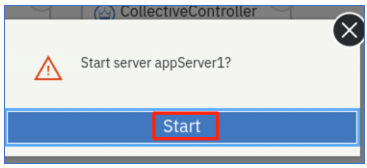 CollectiveController
Start server appServer1?
Start